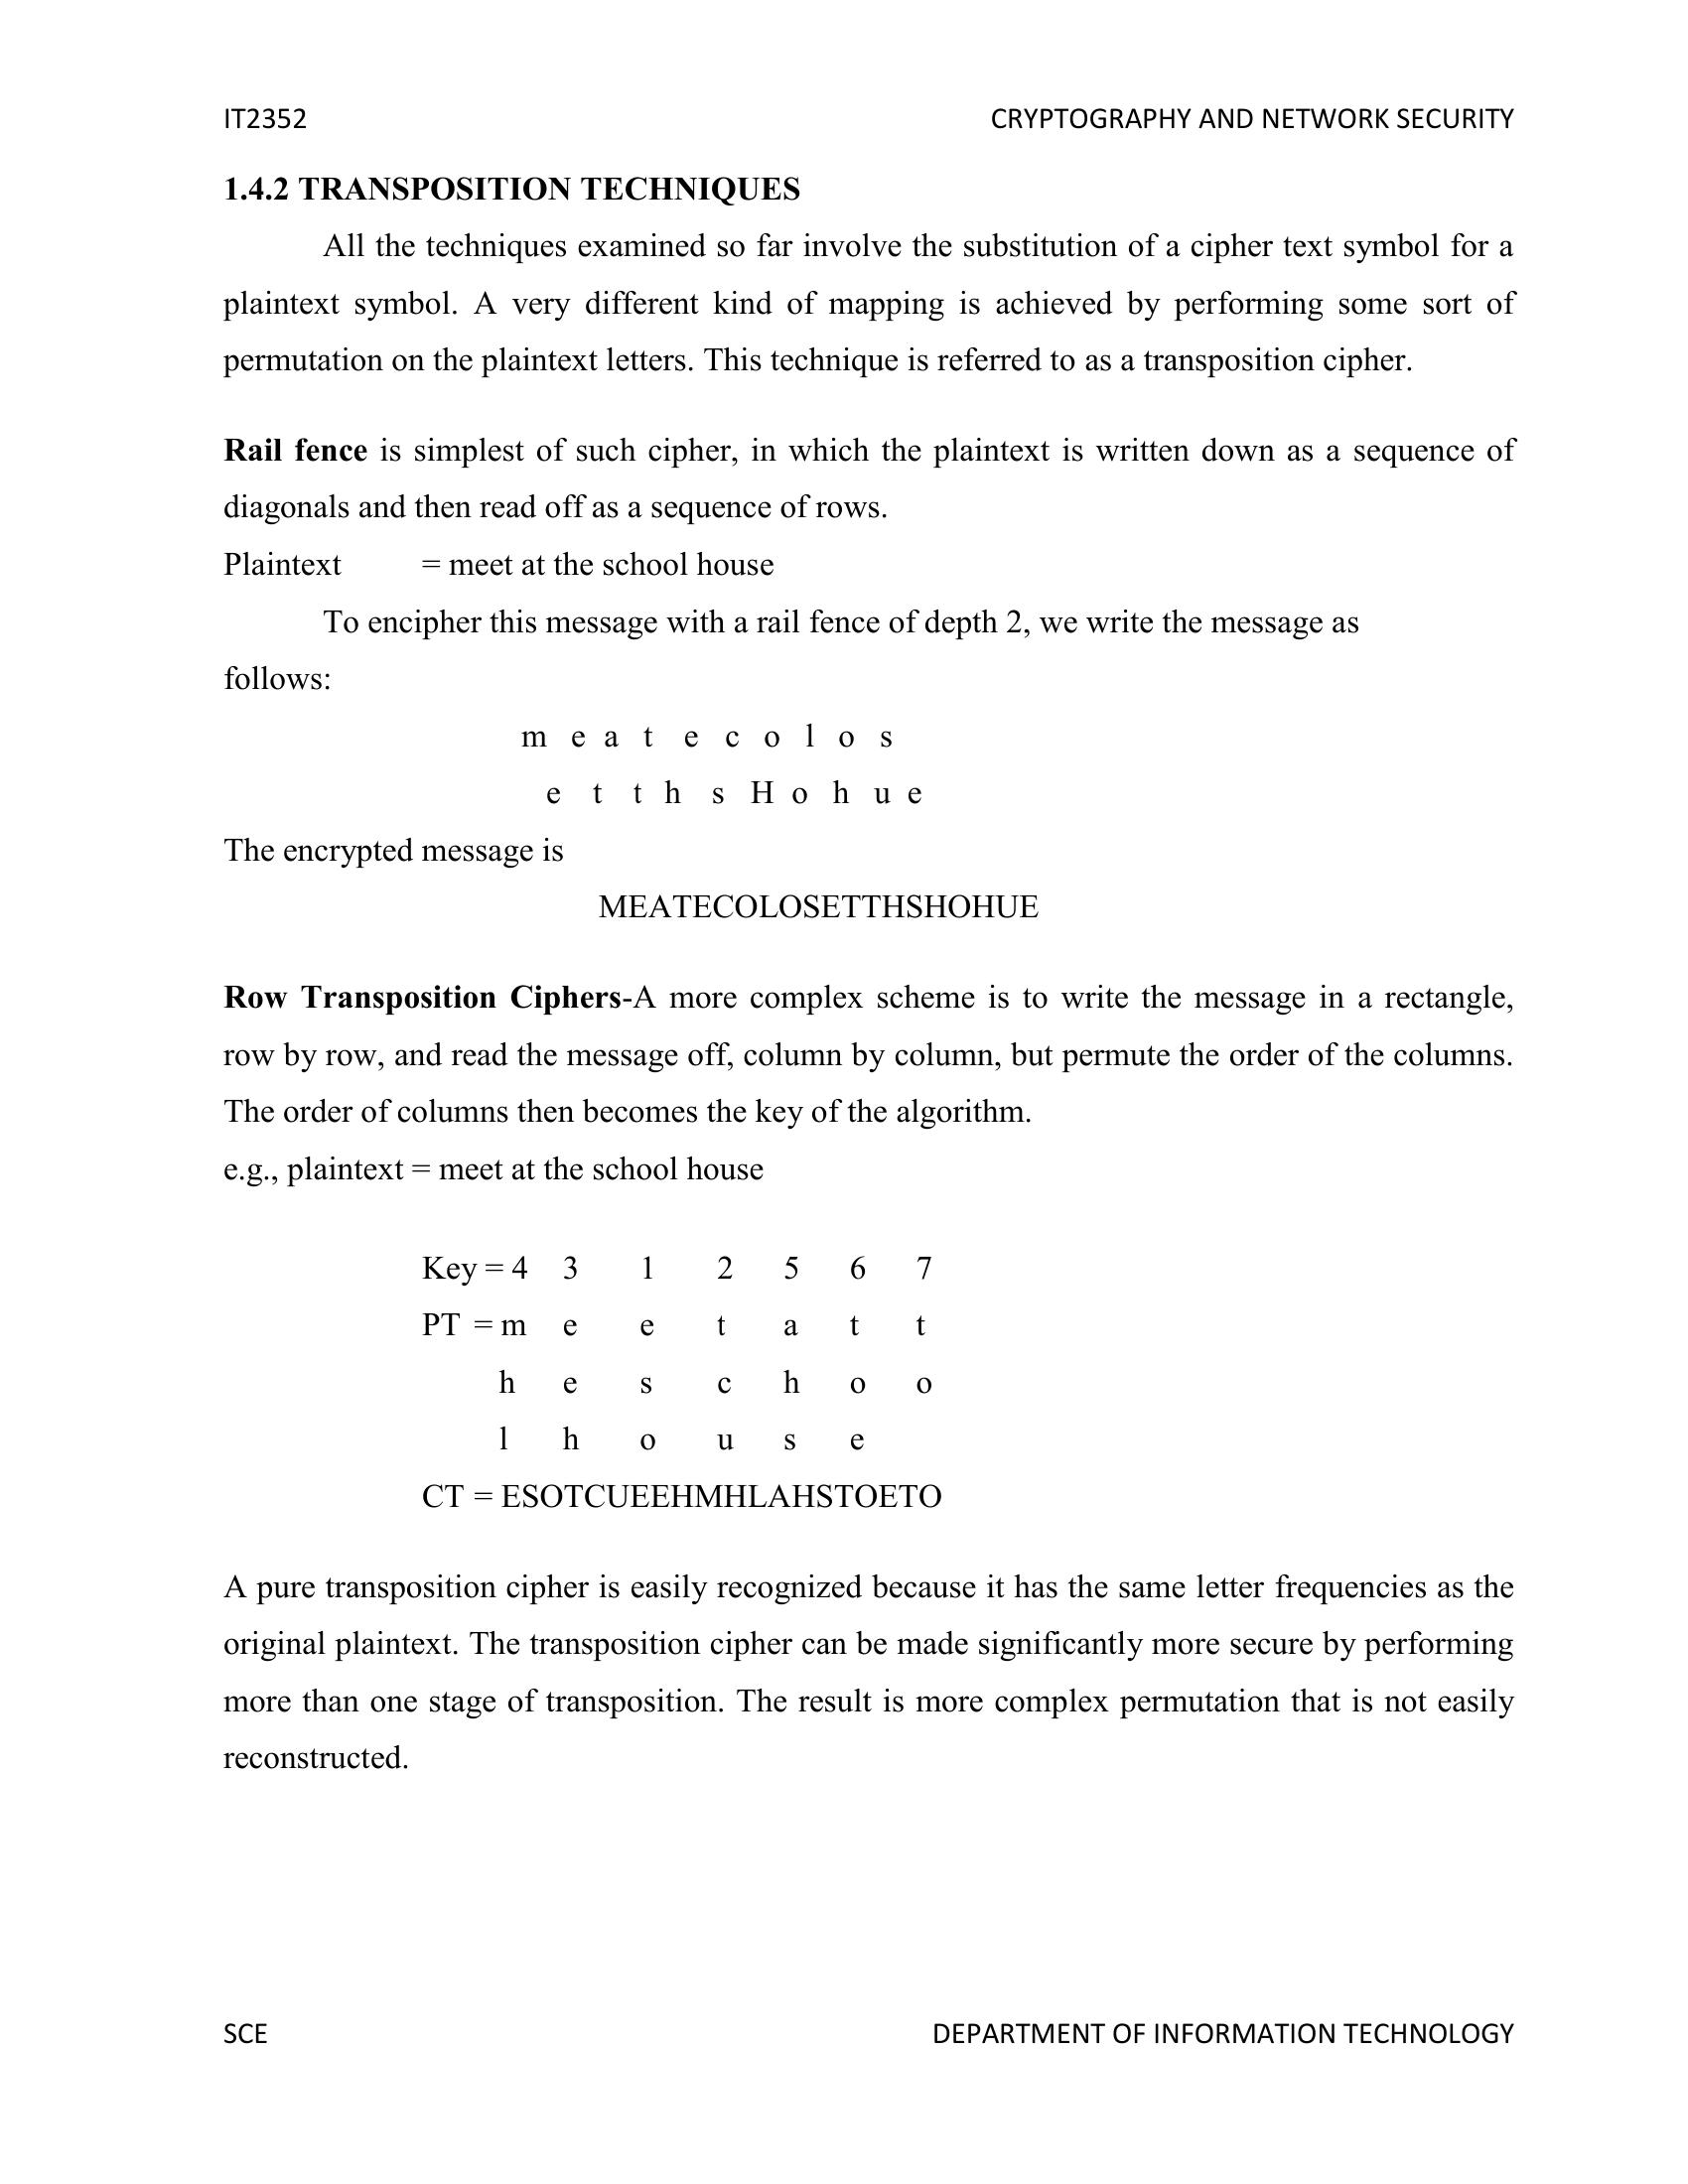 IT2352 CRYPTOGRAPHY AND NETWORK SECURITY
1.4.2 TRANSPOSITION TECHNIQUES
All the techniques examined so far involve the substitution of a cipher text symbol for a
plaintext symbol. A very different kind of mapping is achieved by performing some sort of
permutation on the plaintext letters. This technique is referred to as a transposition cipher.
Rail fence is simplest of such cipher, in which the plaintext is written down as a sequence of
diagonals and then read off as a sequence of rows.
Plaintext = meet at the school house
To encipher this message with a rail fence of depth 2, we write the message as
follows:
m e a t e c o l o s
e t t h s H o h u e
The encrypted message is
MEATECOLOSETTHSHOHUE
Row Transposition Ciphers-A more complex scheme is to write the message in a rectangle,
row by row, and read the message off, column by column, but permute the order of the columns.
The order of columns then becomes the key of the algorithm.
e.g., plaintext = meet at the school house
Key = 4 3 1 2 5 6 7
PT = m e e t a t t
h e s c h o o
l h o u s e
CT = ESOTCUEEHMHLAHSTOETO
A pure transposition cipher is easily recognized because it has the same letter frequencies as the
original plaintext. The transposition cipher can be made significantly more secure by performing
more than one stage of transposition. The result is more complex permutation that is not easily
reconstructed.
SCE DEPARTMENT OF INFORMATION TECHNOLOGY